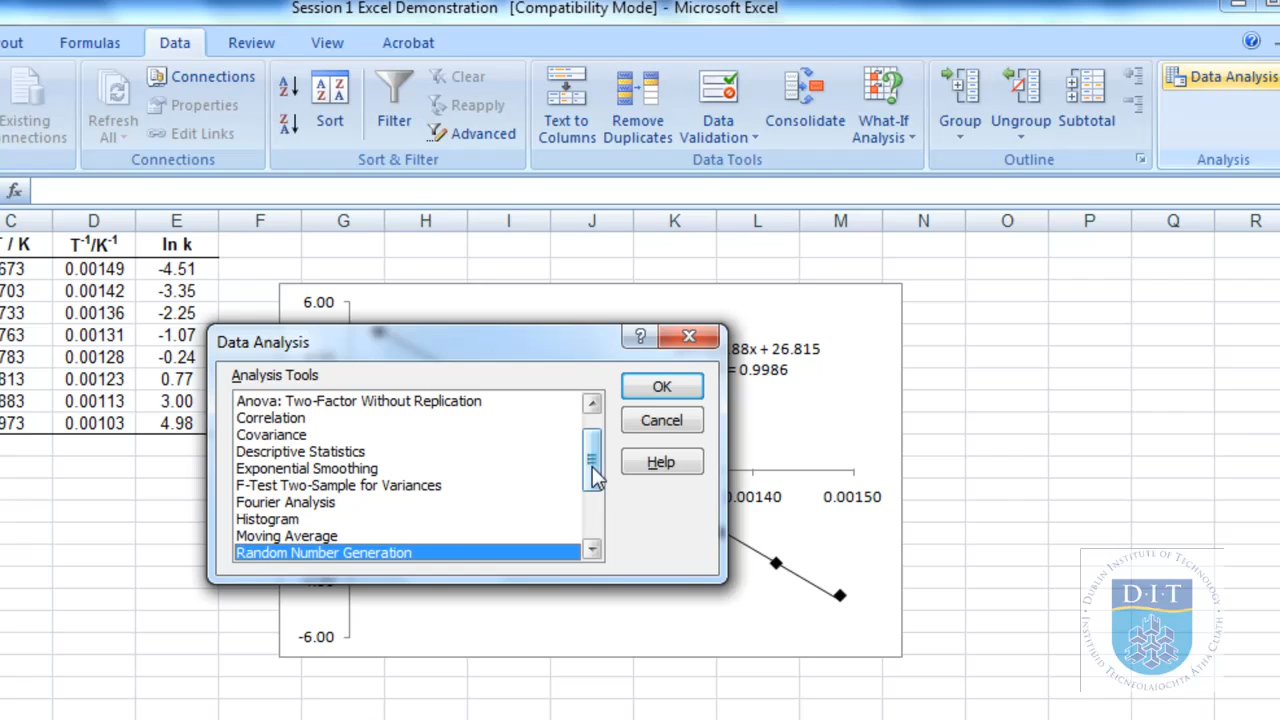 Session 1 Excel Demonstration [Compatibility Mode] - Microsoft Excel
out Formulas Data Review View Acrobat
Existing
onnections
Refresh
All
Connections
Properties
Edit Links
Connections
Sort
Filter
Clear
Reapply
Advanced
Sort & Filter
Text to
Columns
Remove
Duplicates
Data
Validation
Consolidate
What-If
Analysis
Data Tools
Group
Ungroup
Subtotal
Outline
Data Analysis
Analysis
fx
C D E F G H I J K L M N O P Q R
T / K T⁻¹/K⁻¹ ln k
673 0.00149 -4.51
703 0.00142 -3.35
733 0.00136 -2.25
763 0.00131 -1.07
783 0.00128 -0.24
813 0.00123 0.77
883 0.00113 3.00
973 0.00103 4.98
6.00
.88x + 26.815
= 0.9986
0.00140 0.00150
-6.00
Data Analysis
Analysis Tools
Anova: Two-Factor Without Replication
Correlation
Covariance
Descriptive Statistics
Exponential Smoothing
F-Test Two-Sample for Variances
Fourier Analysis
Histogram
Moving Average
Random Number Generation
OK
Cancel
Help
DUBLIN INSTITUTE OF TECHNOLOGY
D·I·T
INSTITIÚID TEICNEOLAÍOCHTA ÁTHA CLIATH